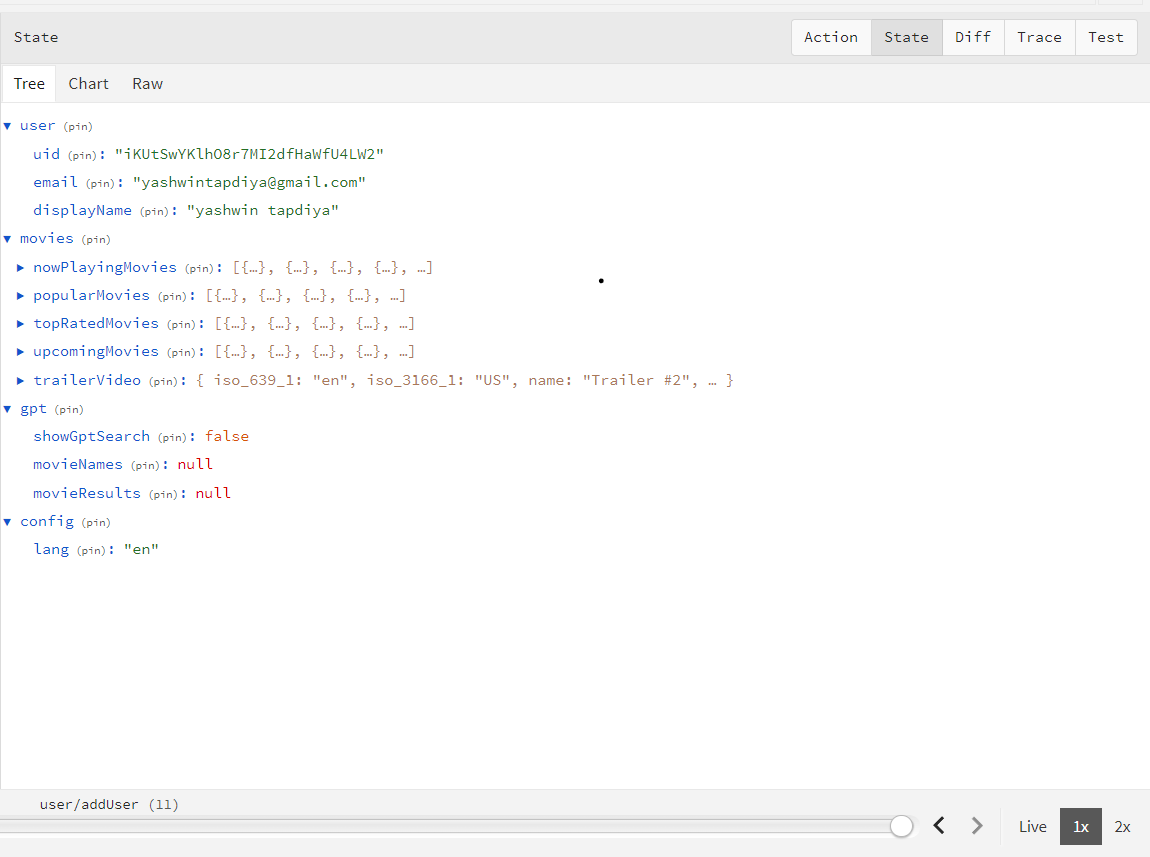 State Action State Diff Trace Test
Tree Chart Raw
▼ user (pin)
uid (pin): "iKUtSwYKlhO8r7MI2dfHaWfU4LW2"
email (pin): "yashwintapdiya@gmail.com"
displayName (pin): "yashwin tapdiya"
▼ movies (pin)
▶ nowPlayingMovies (pin): [{…}, {…}, {…}, {…}, …]
▶ popularMovies (pin): [{…}, {…}, {…}, {…}, …]
▶ topRatedMovies (pin): [{…}, {…}, {…}, {…}, …]
▶ upcomingMovies (pin): [{…}, {…}, {…}, {…}, …]
▶ trailerVideo (pin): { iso_639_1: "en", iso_3166_1: "US", name: "Trailer #2", … }
▼ gpt (pin)
showGptSearch (pin): false
movieNames (pin): null
movieResults (pin): null
▼ config (pin)
lang (pin): "en"
user/addUser (11)
Live 1x 2x